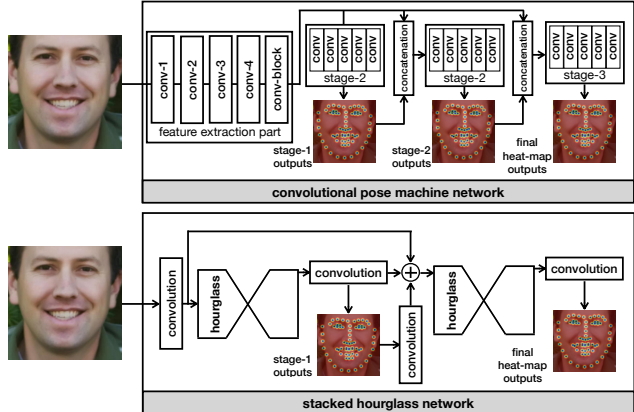 conv-1
conv-2
conv-3
conv-4
conv-block
feature extraction part
conv
conv
conv
conv
conv
stage-2
concatenation
conv
conv
conv
conv
conv
stage-2
concatenation
conv
conv
conv
conv
conv
stage-3
stage-1
outputs
stage-2
outputs
final
heat-map
outputs
convolutional pose machine network
convolution
hourglass
convolution
+
convolution
hourglass
convolution
stage-1
outputs
final
heat-map
outputs
stacked hourglass network